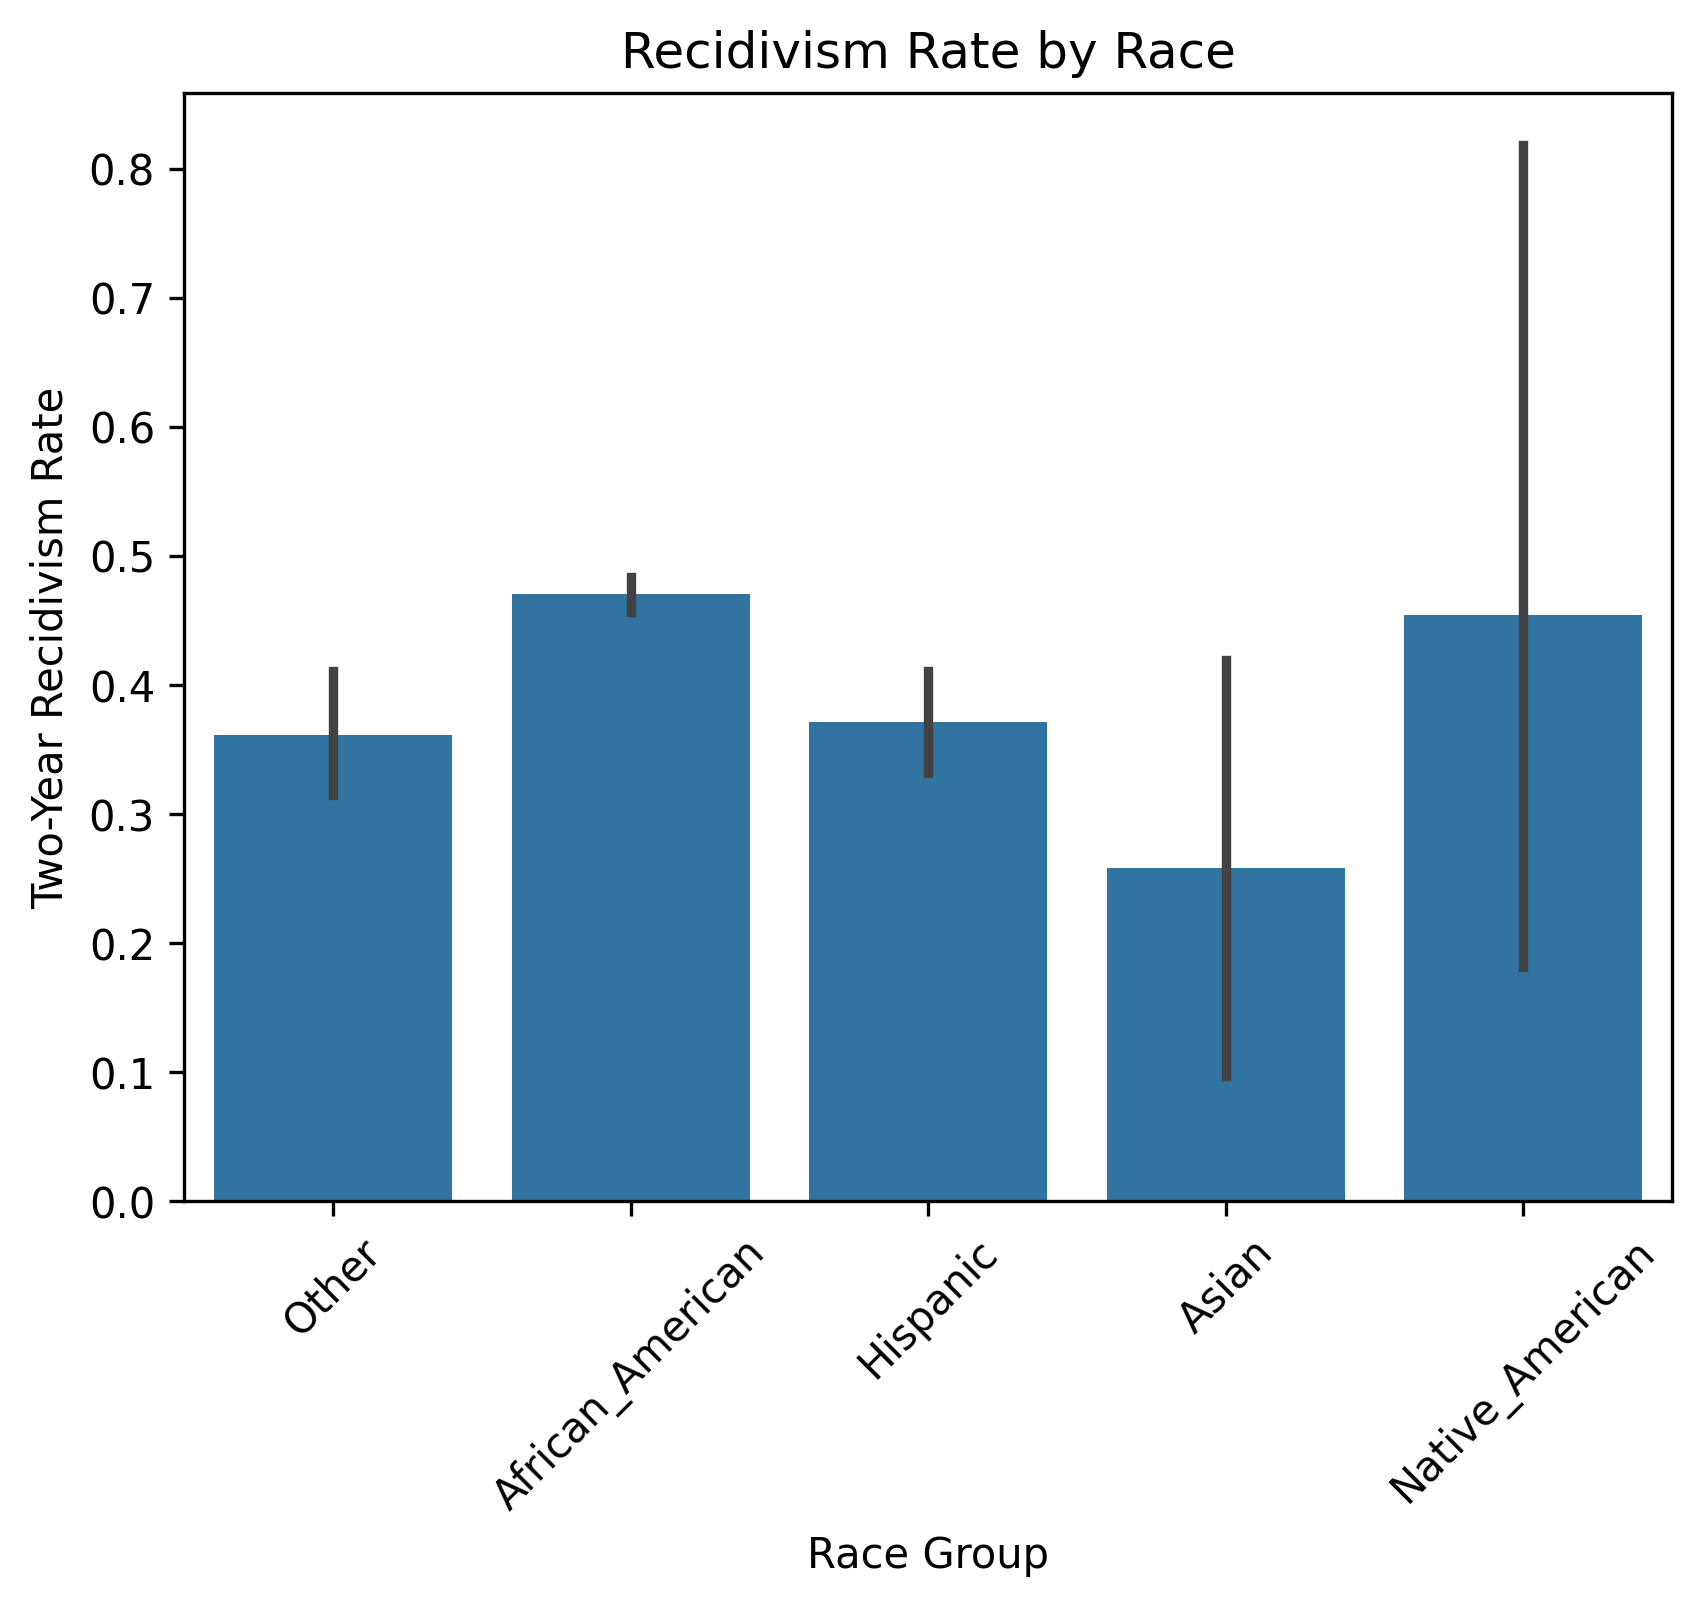 Recidivism Rate by Race
Two-Year Recidivism Rate
0.8
0.7
0.6
0.5
0.4
0.3
0.2
0.1
0.0
Other
African_American
Hispanic
Asian
Native_American
Race Group